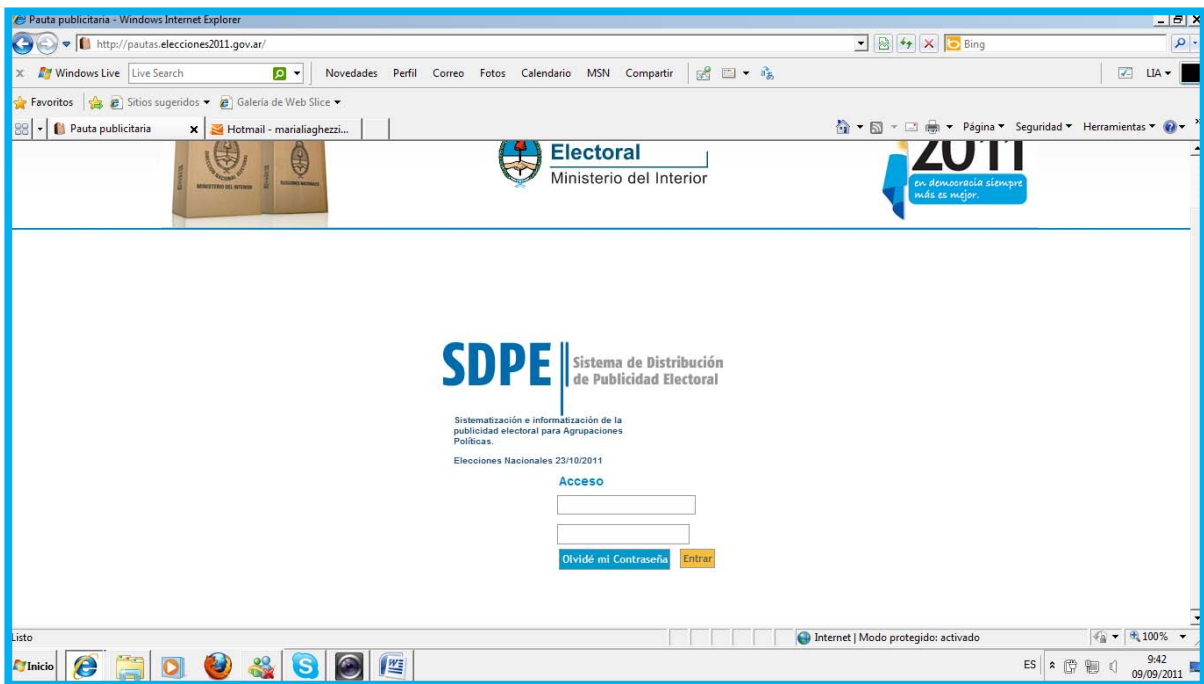 Pauta publicitaria - Windows Internet Explorer
http://pautas.elecciones2011.gov.ar/
Bing
x Windows Live Live Search Novedades Perfil Correo Fotos Calendario MSN Compartir LIA
Favoritos Sitios sugeridos Galería de Web Slice
Pauta publicitaria x Hotmail - marialiaghezzi... Página Seguridad Herramientas
MINISTERIO DEL INTERIOR
Electoral
Ministerio del Interior
2011
en democracia siempre
más es mejor.
SDPE Sistema de Distribución
de Publicidad Electoral
Sistematización e informatización de la
publicidad electoral para Agrupaciones
Políticas.
Elecciones Nacionales 23/10/2011
Acceso
Olvidé mi Contraseña Entrar
Listo Internet | Modo protegido: activado 100%
Inicio ES 9:42
09/09/2011